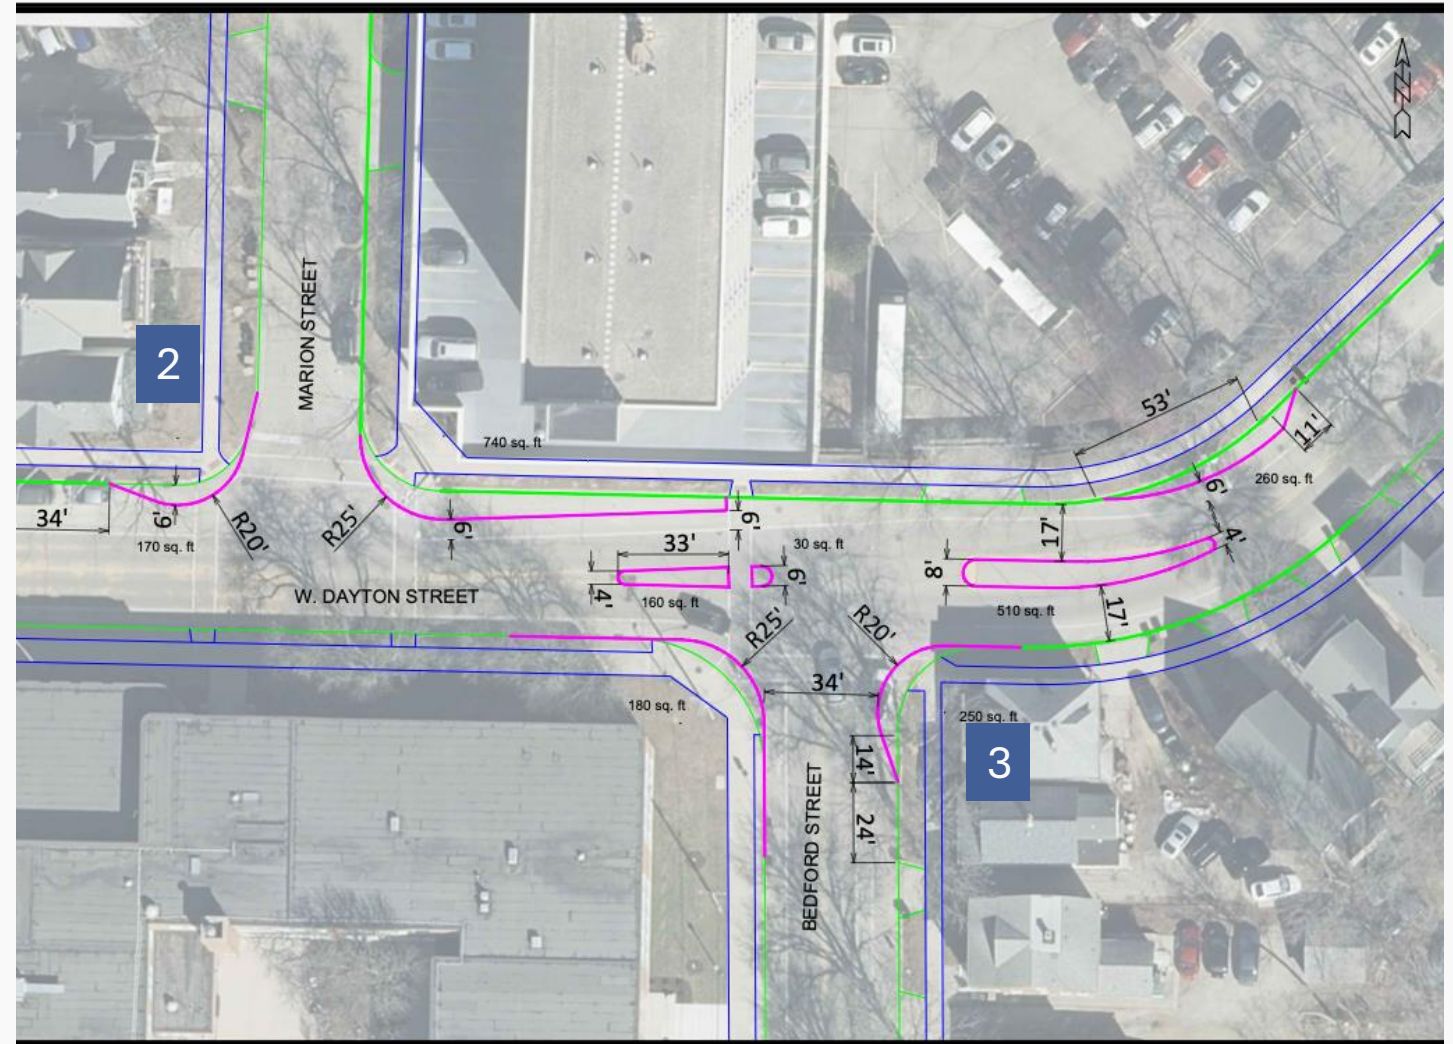 N
MARION STREET
2
53'
11'
740 sq. ft
6'
260 sq. ft
34'
6'
R20'
R25'
6'
6'
17'
4'
170 sq. ft
33'
30 sq. ft
8'
4'
160 sq. ft
6'
510 sq. ft
17'
W. DAYTON STREET
R25'
R20'
34'
180 sq. ft
250 sq. ft
14'
3
24'
BEDFORD STREET